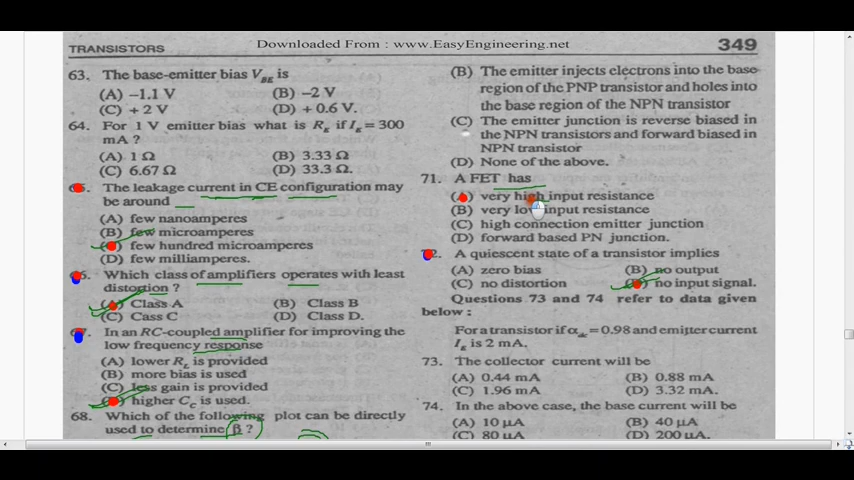 TRANSISTORS
Downloaded From : www.EasyEngineering.net
349
63. The base-emitter bias VBE is
(A) –1.1 V (B) –2 V
(C) + 2 V (D) + 0.6 V.
64. For 1 V emitter bias what is RE if IE = 300
mA ?
(A) 1 Ω (B) 3.33 Ω
(C) 6.67 Ω (D) 33.3 Ω.
The leakage current in CE configuration may
be around
(A) few nanoamperes
(B) few microamperes
few hundred microamperes
(D) few milliamperes.
Which class of amplifiers operates with least
distortion ?
(A) Class A (B) Class B
(C) Cass C (D) Class D.
In an RC-coupled amplifier for improving the
low frequency response
(A) lower RL is provided
(B) more bias is used
(C) less gain is provided
higher Cc is used.
68. Which of the following plot can be directly
used to determine β ?
(B) The emitter injects electrons into the base
region of the PNP transistor and holes into
the base region of the NPN transistor
(C) The emitter junction is reverse biased in
the NPN transistors and forward biased in
NPN transistor
(D) None of the above.
71. A FET has
(A) very high input resistance
(B) very low input resistance
(C) high connection emitter junction
(D) forward based PN junction.
72. A quiescent state of a transistor implies
(A) zero bias (B) no output
(C) no distortion no input signal.
Questions 73 and 74 refer to data given
below :
For a transistor if αdc = 0.98 and emitter current
IE is 2 mA.
73. The collector current will be
(A) 0.44 mA (B) 0.88 mA
(C) 1.96 mA (D) 3.32 mA.
74. In the above case, the base current will be
(A) 10 µA (B) 40 µA
(C) 80 µA (D) 200 µA.